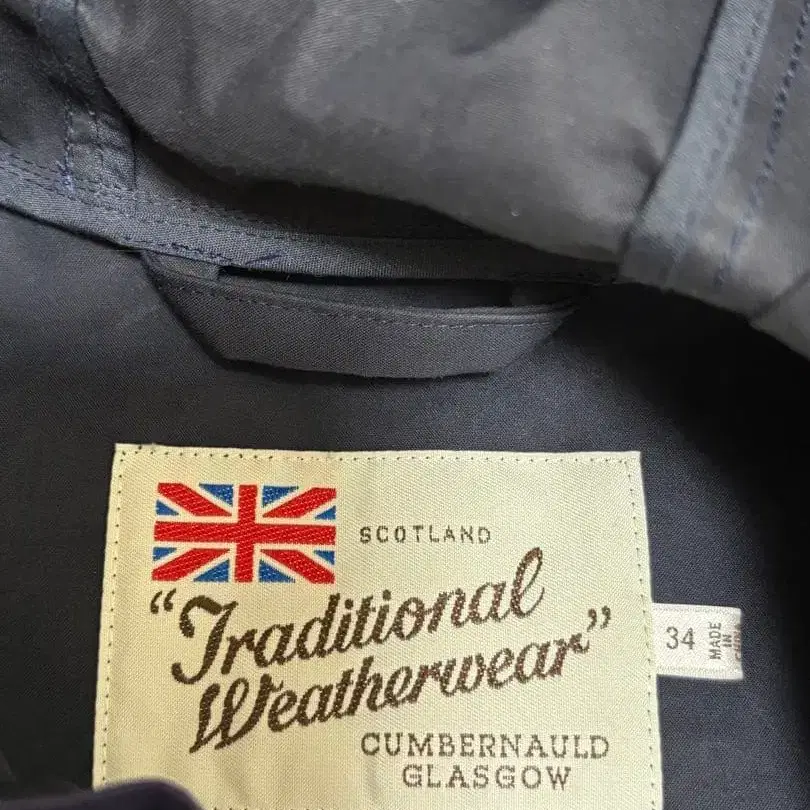 SCOTLAND
"Traditional
Weatherwear"
CUMBERNAULD
GLASGOW
34
MADE
IN